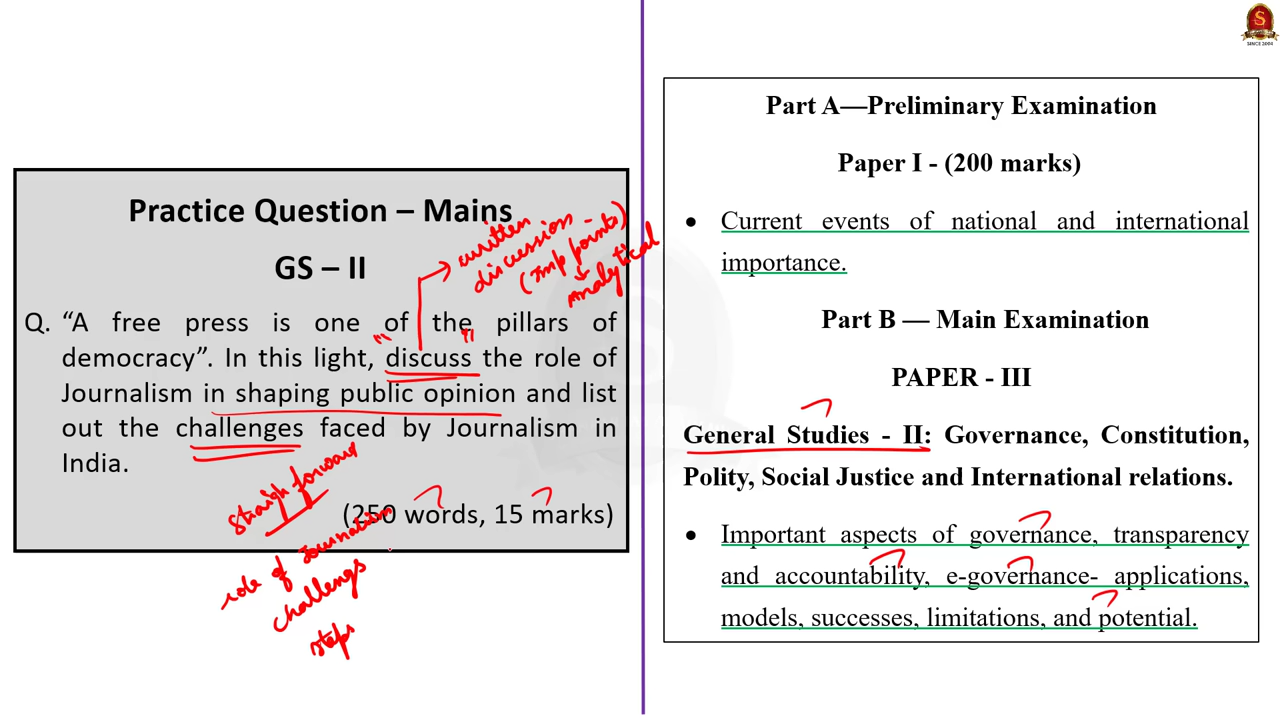 Practice Question – Mains
GS – II
Q. “A free press is one of the pillars of
democracy”. In this light, discuss the role of
Journalism in shaping public opinion and list
out the challenges faced by Journalism in
India.
(250 words, 15 marks)
written
discussion -
(Imp points)
Analytical
straigh forward
role of Journalism
challengs
steps
S
SINCE 2004
Part A—Preliminary Examination
Paper I - (200 marks)
• Current events of national and international
importance.
Part B — Main Examination
PAPER - III
General Studies - II: Governance, Constitution,
Polity, Social Justice and International relations.
• Important aspects of governance, transparency
and accountability, e-governance- applications,
models, successes, limitations, and potential.